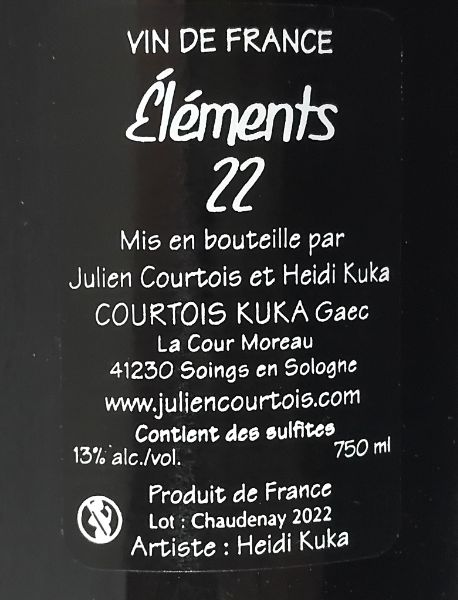 VIN DE FRANCE
Éléments
22
Mis en bouteille par
Julien Courtois et Heidi Kuka
COURTOIS KUKA Gaec
La Cour Moreau
41230 Soings en Sologne
www.juliencourtois.com
Contient des sulfites
13% alc./vol. 750 ml
Produit de France
Lot : Chaudenay 2022
Artiste : Heidi Kuka